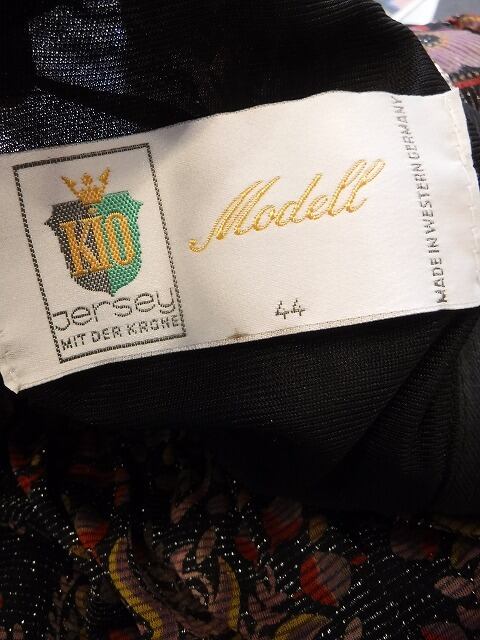 KIO
Jersey
MIT DER KRONE
Modell
44
MADE IN WESTERN GERMANY